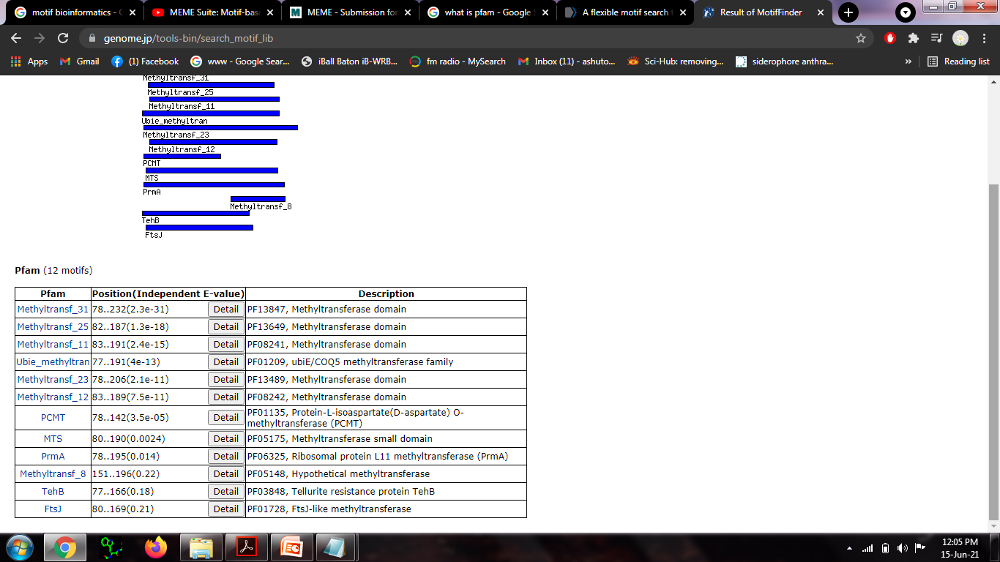 motif bioinformatics - G
MEME Suite: Motif-bas
MEME - Submission for
what is pfam - Google S
A flexible motif search t
Result of MotifFinder
genome.jp/tools-bin/search_motif_lib
Apps
Gmail
(1) Facebook
www - Google Sear...
iBall Baton iB-WRB...
fm radio - MySearch
Inbox (11) - ashuto...
Sci-Hub: removing...
siderophore anthra...
»
Reading list
Methyltransf_31
Methyltransf_25
Methyltransf_11
Ubie_methyltran
Methyltransf_23
Methyltransf_12
PCMT
MTS
PrmA
Methyltransf_8
TehB
FtsJ
Pfam (12 motifs)
Pfam Position(Independent E-value) Description
Methyltransf_31 78..232(2.3e-31) Detail PF13847, Methyltransferase domain
Methyltransf_25 82..187(1.3e-18) Detail PF13649, Methyltransferase domain
Methyltransf_11 83..191(2.4e-15) Detail PF08241, Methyltransferase domain
Ubie_methyltran 77..191(4e-13) Detail PF01209, ubiE/COQ5 methyltransferase family
Methyltransf_23 78..206(2.1e-11) Detail PF13489, Methyltransferase domain
Methyltransf_12 83..189(7.5e-11) Detail PF08242, Methyltransferase domain
PCMT 78..142(3.5e-05) Detail PF01135, Protein-L-isoaspartate(D-aspartate) O-
methyltransferase (PCMT)
MTS 80..190(0.0024) Detail PF05175, Methyltransferase small domain
PrmA 78..195(0.014) Detail PF06325, Ribosomal protein L11 methyltransferase (PrmA)
Methyltransf_8 151..196(0.22) Detail PF05148, Hypothetical methyltransferase
TehB 77..166(0.18) Detail PF03848, Tellurite resistance protein TehB
FtsJ 80..169(0.21) Detail PF01728, FtsJ-like methyltransferase
12:05 PM
15-Jun-21